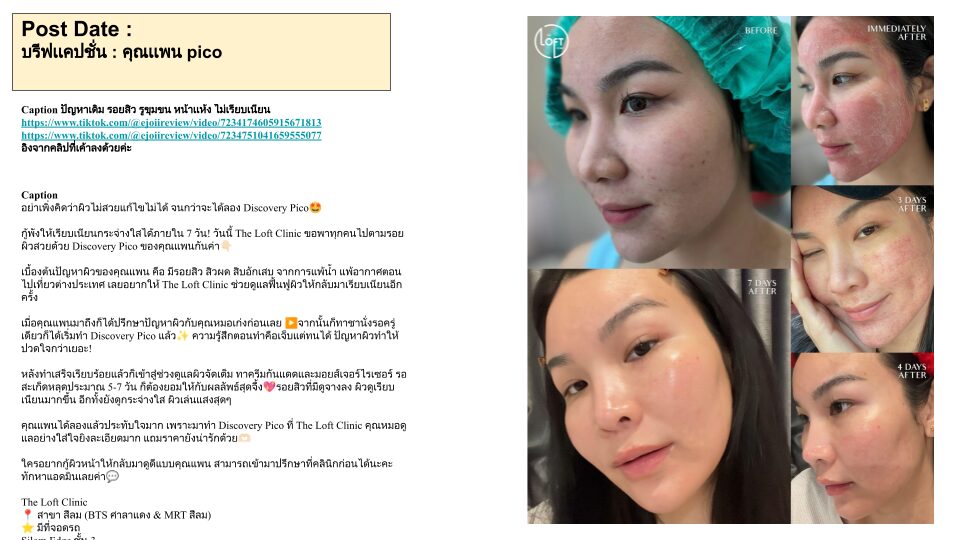 Post Date :
บรีฟแคปชั่น : คุณแพน pico
Caption ปัญหาเดิม รอยสิว รูขุมขน หน้าแห้ง ไม่เรียบเนียน
https://www.tiktok.com/@ejoiireview/video/7234174605915671813
https://www.tiktok.com/@ejoiireview/video/7234751041659555077
อิงจากคลิปที่เค้าลงด้วยค่ะ
Caption
อย่าเพิ่งคิดว่าผิวไม่สวยแก้ไขไม่ได้ จนกว่าจะได้ลอง Discovery Pico🤩
กู้พังให้เรียบเนียนกระจ่างใสได้ภายใน 7 วัน! วันนี้ The Loft Clinic ขอพาทุกคนไปตามรอย
ผิวสวยด้วย Discovery Pico ของคุณแพนกันค่า👇🏻
เบื้องต้นปัญหาผิวของคุณแพน คือ มีรอยสิว สิวผด สิบอักเสบ จากการแพ้น้ำ แพ้อากาศตอน
ไปเที่ยวต่างประเทศ เลยอยากให้ The Loft Clinic ช่วยดูแลฟื้นฟูผิวให้กลับมาเรียบเนียนอีก
ครั้ง
เมื่อคุณแพนมาถึงก็ได้ปรึกษาปัญหาผิวกับคุณหมอเก่งก่อนเลย ▶️จากนั้นก็ทายาชานั่งรอครู่
เดียวก็ได้เริ่มทำ Discovery Pico แล้ว✨ ความรู้สึกตอนทำคือเจ็บแต่ทนได้ ปัญหาผิวทำให้
ปวดใจกว่าเยอะ!
หลังทำเสร็จเรียบร้อยแล้วก็เข้าสู่ช่วงดูแลผิวจัดเต็ม ทาครีมกันแดดและมอยส์เจอร์ไรเซอร์ รอ
สะเก็ดหลุดประมาณ 5-7 วัน ก็ต้องยอมให้กับผลลัพธ์สุดจึ้ง💖รอยสิวที่มีดูจางลง ผิวดูเรียบ
เนียนมากขึ้น อีกทั้งยังดูกระจ่างใส ผิวเล่นแสงสุดๆ
คุณแพนได้ลองแล้วประทับใจมาก เพราะมาทำ Discovery Pico ที่ The Loft Clinic คุณหมอดู
แลอย่างใส่ใจยิงละเอียดมาก แถมราคายังน่ารักด้วย🫶🏻
ใครอยากกู้ผิวหน้าให้กลับมาดูดีแบบคุณแพน สามารถเข้ามาปรึกษาที่คลินิกก่อนได้นะคะ
ทักหาแอดมินเลยค่า💬
The Loft Clinic
📍 สาขา สีลม (BTS ศาลาแดง & MRT สีลม)
⭐ มีที่จอดรถ
Silom Edge ชั้น 3
LOFT
BEFORE
IMMEDIATELY
AFTER
3 DAYS
AFTER
7 DAYS
AFTER
4 DAYS
AFTER